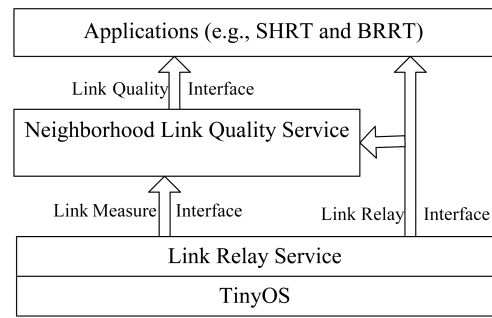 Applications (e.g., SHRT and BRRT)
Link Quality Interface
Neighborhood Link Quality Service
Link Measure Interface Link Relay Interface
Link Relay Service
TinyOS